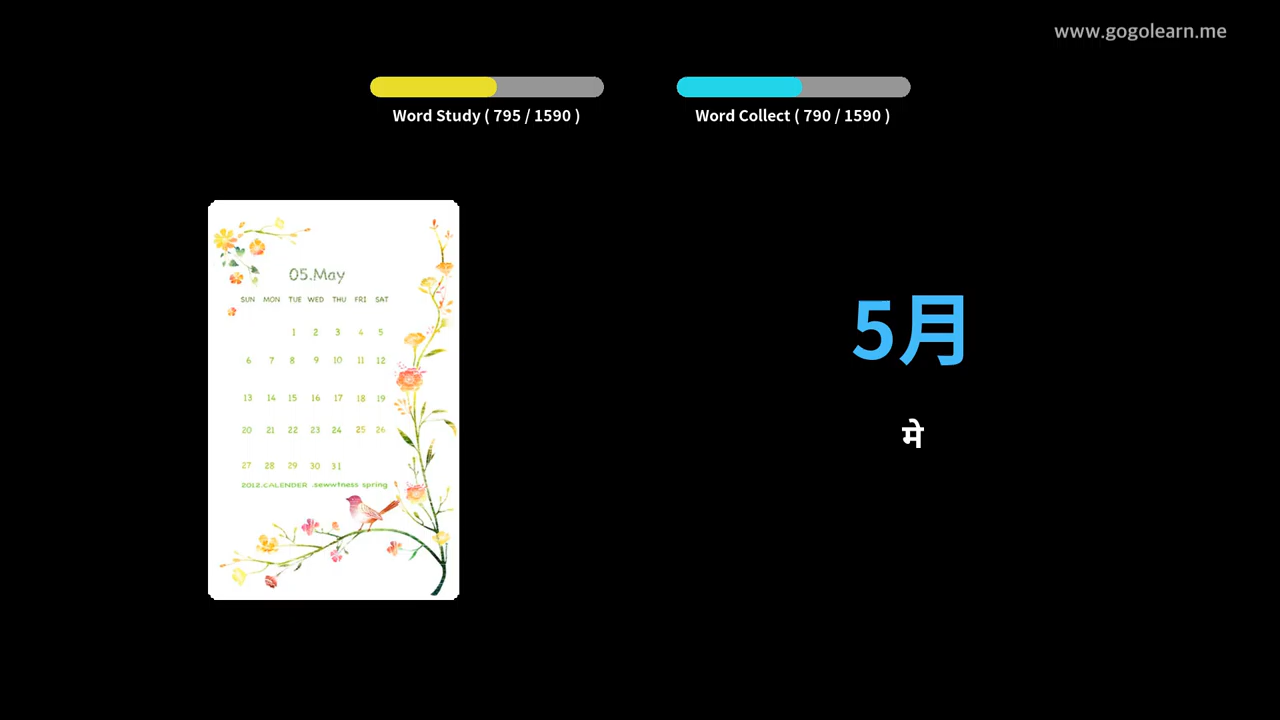 www.gogolearn.me
Word Study ( 795 / 1590 )
Word Collect ( 790 / 1590 )
05.May
SUN MON TUE WED THU FRI SAT
1 2 3 4 5
6 7 8 9 10 11 12
13 14 15 16 17 18 19
20 21 22 23 24 25 26
27 28 29 30 31
2012.CALENDER .sewwtness spring
5月
मे